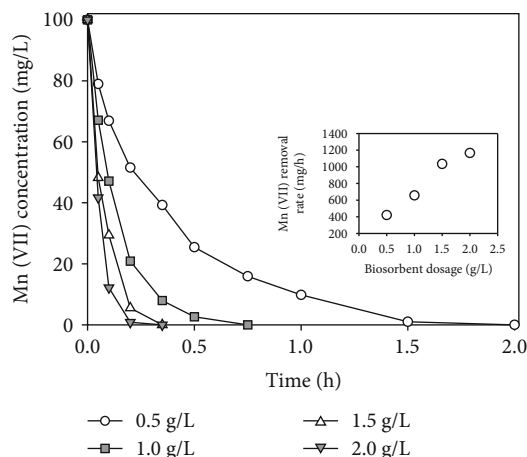 100
80
60
40
20
0
Mn (VII) concentration (mg/L)
0.0 0.5 1.0 1.5 2.0
Time (h)
1400
1200
1000
800
600
400
200
Mn (VII) removal
rate (mg/h)
0.0 0.5 1.0 1.5 2.0 2.5
Biosorbent dosage (g/L)
0.5 g/L 1.5 g/L
1.0 g/L 2.0 g/L